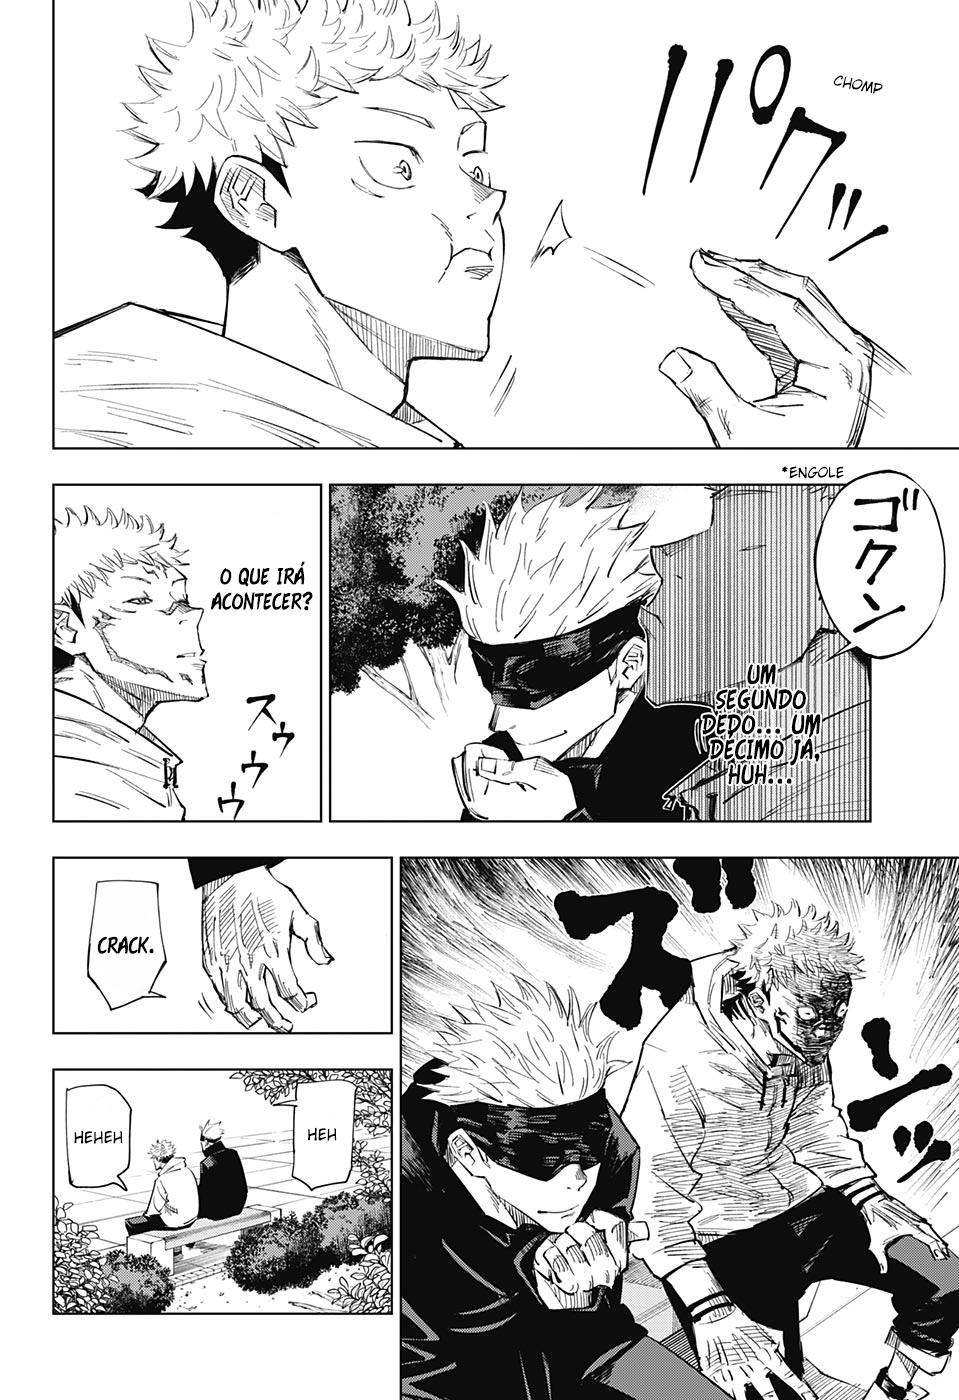 パクッ
CHOMP
*ENGOLE
ゴクン
UM
SEGUNDO
DEDO... UM
DÉCIMO JÁ,
HUH...
O QUE IRÁ
ACONTECER?
スゥゥゥ
ズズッ
CRACK.
HEH
HEHEH